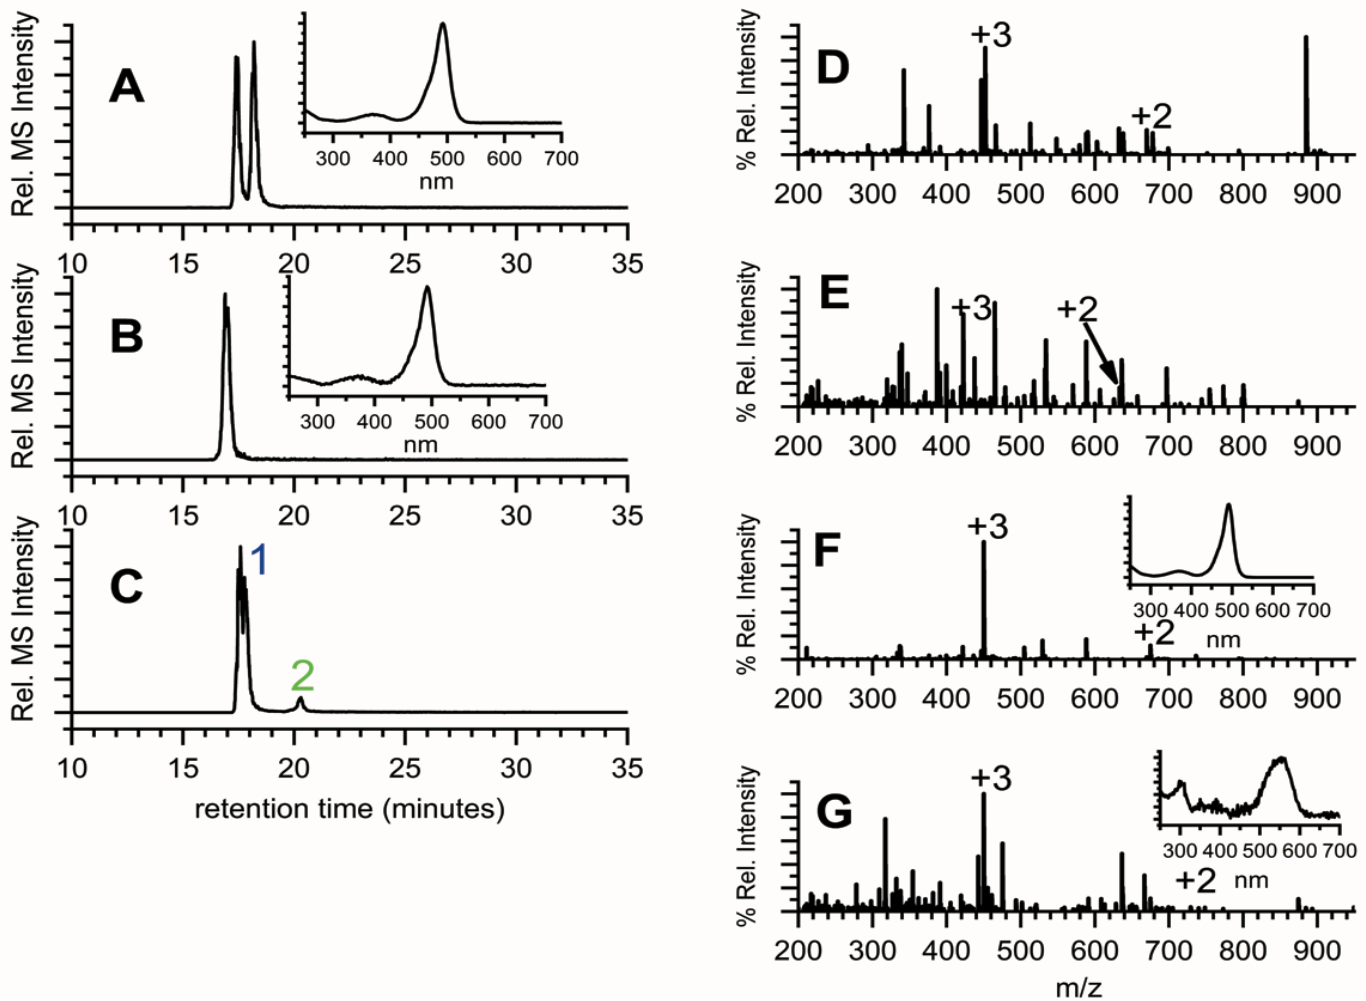 Rel. MS Intensity
A
300 400 500 600 700
nm
10 15 20 25 30 35
Rel. MS Intensity
B
300 400 500 600 700
nm
10 15 20 25 30 35
Rel. MS Intensity
C
1
2
10 15 20 25 30 35
retention time (minutes)
% Rel. Intensity
D
+3
+2
200 300 400 500 600 700 800 900
% Rel. Intensity
E
+3
+2
200 300 400 500 600 700 800 900
% Rel. Intensity
F
+3
+2
300 400 500 600 700
nm
200 300 400 500 600 700 800 900
% Rel. Intensity
G
+3
300 400 500 600 700
+2
nm
200 300 400 500 600 700 800 900
m/z